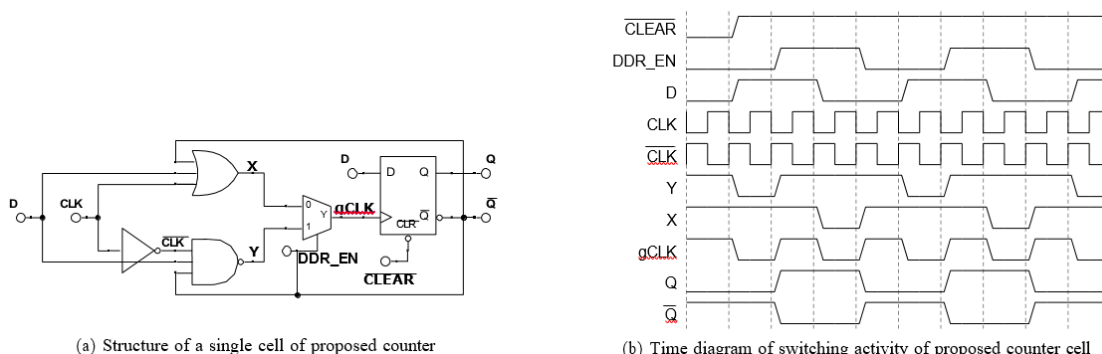 CLEAR
DDR_EN
D
CLK
CLK
Y
X
gCLK
Q
Q
D CLK X D D Q Q
0
1
Y
gCLK
CLR Q Q
CLK Y
DDR_EN
CLEAR
(a) Structure of a single cell of proposed counter
(b) Time diagram of switching activity of proposed counter cell